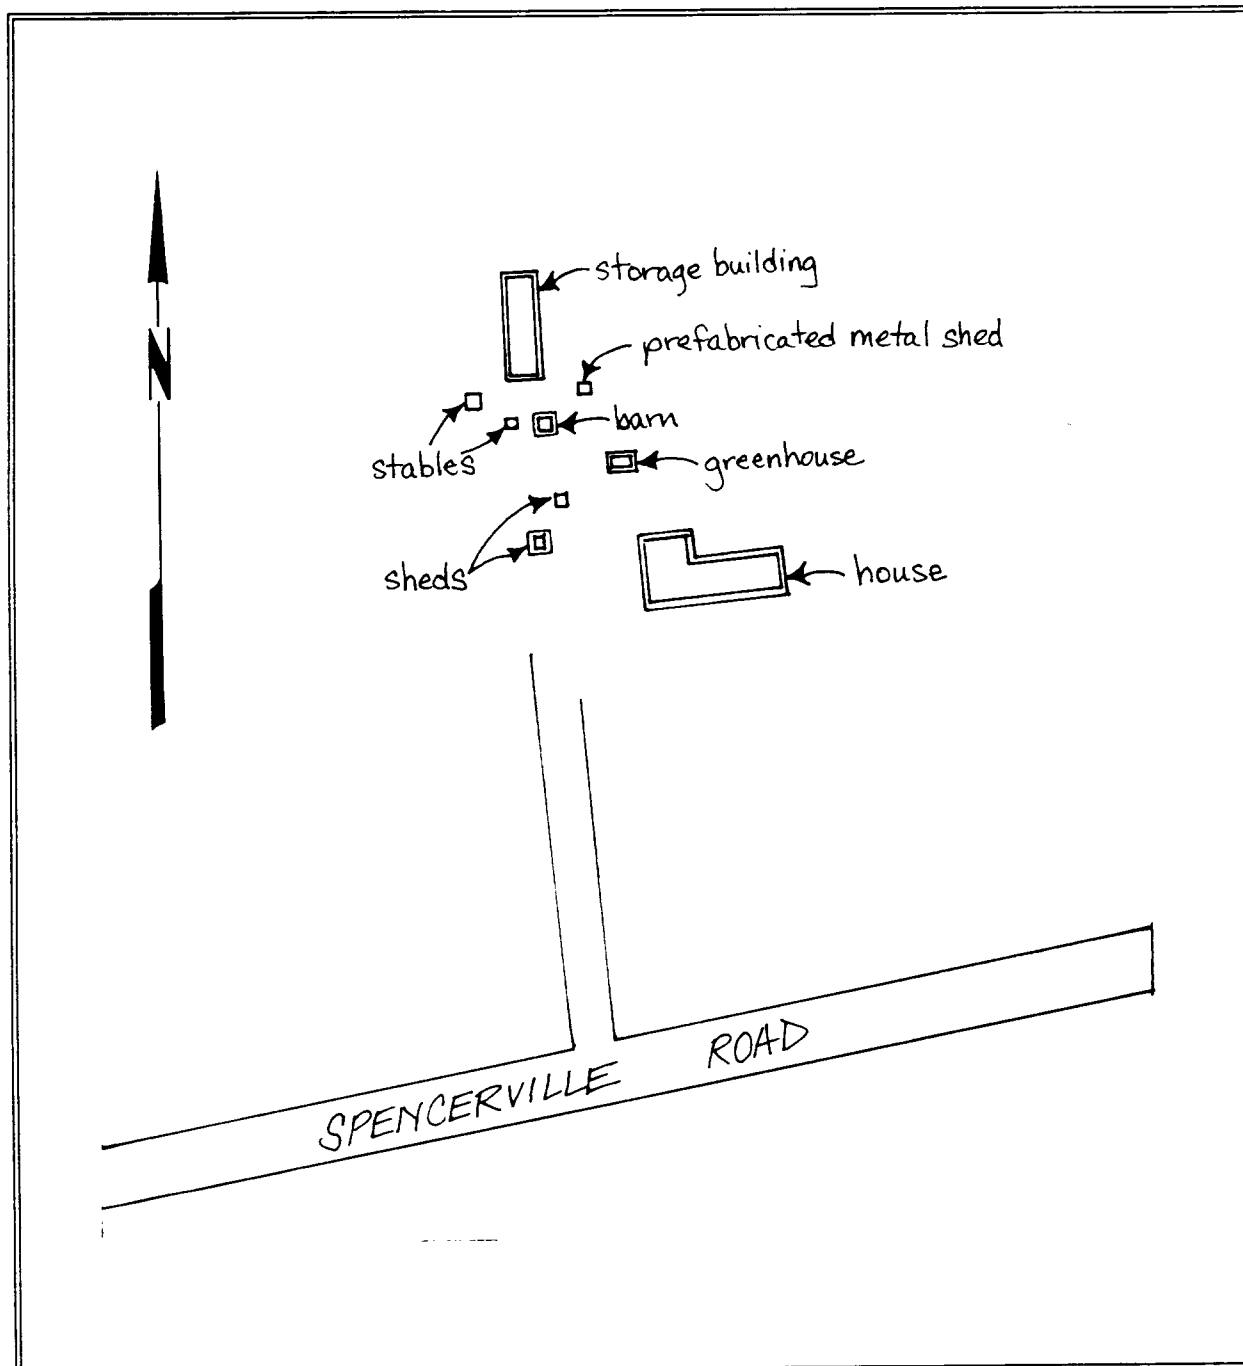 storage building
N
prefabricated metal shed
barn
stables
greenhouse
sheds
house
SPENCERVILLE ROAD